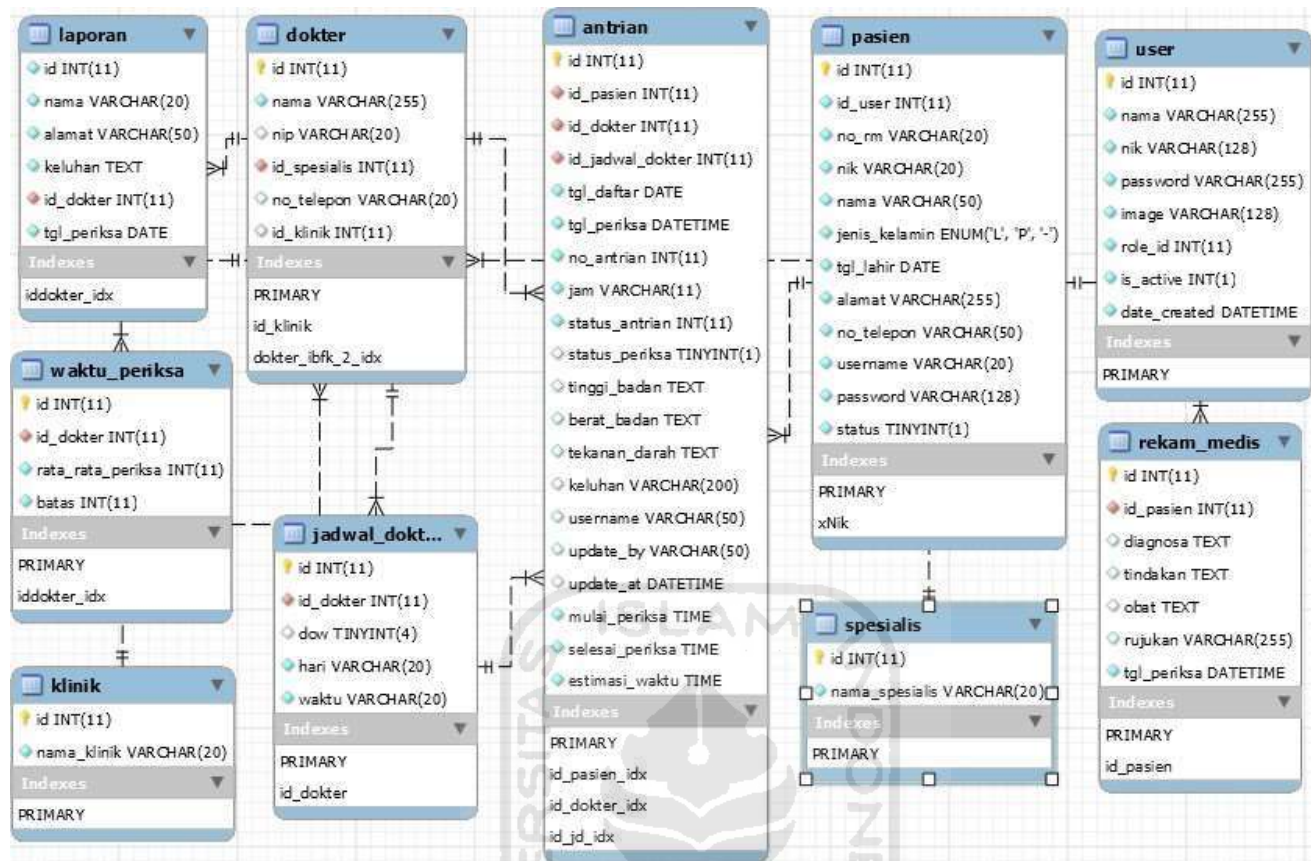 laporan
id INT(11)
nama VARCHAR(20)
alamat VARCHAR(50)
keluhan TEXT
id_dokter INT(11)
tgl_periksa DATE
Indexes
iddokter_idx
dokter
id INT(11)
nama VARCHAR(255)
nip VARCHAR(20)
id_spesialis INT(11)
no_telepon VARCHAR(20)
id_klinik INT(11)
Indexes
PRIMARY
id_klinik
dokter_ibfk_2_idx
antrian
id INT(11)
id_pasien INT(11)
id_dokter INT(11)
id_jadwal_dokter INT(11)
tgl_daftar DATE
tgl_periksa DATETIME
no_antrian INT(11)
jam VARCHAR(11)
status_antrian INT(11)
status_periksa TINYINT(1)
tinggi_badan TEXT
berat_badan TEXT
tekanan_darah TEXT
keluhan VARCHAR(200)
username VARCHAR(50)
update_by VARCHAR(50)
update_at DATETIME
mulai_periksa TIME
selesai_periksa TIME
estimasi_waktu TIME
Indexes
PRIMARY
id_pasien_idx
id_dokter_idx
id_jd_idx
pasien
id INT(11)
id_user INT(11)
no_rm VARCHAR(20)
nik VARCHAR(20)
nama VARCHAR(50)
jenis_kelamin ENUM('L', 'P', '-')
tgl_lahir DATE
alamat VARCHAR(255)
no_telepon VARCHAR(50)
username VARCHAR(20)
password VARCHAR(128)
status TINYINT(1)
Indexes
PRIMARY
xNik
user
id INT(11)
nama VARCHAR(255)
nik VARCHAR(128)
password VARCHAR(255)
image VARCHAR(128)
role_id INT(11)
is_active INT(1)
date_created DATETIME
Indexes
PRIMARY
waktu_periksa
id INT(11)
id_dokter INT(11)
rata_rata_periksa INT(11)
batas INT(11)
Indexes
PRIMARY
iddokter_idx
jadwal_dokt...
id INT(11)
id_dokter INT(11)
dow TINYINT(4)
hari VARCHAR(20)
waktu VARCHAR(20)
Indexes
PRIMARY
id_dokter
spesialis
id INT(11)
nama_spesialis VARCHAR(20)
Indexes
PRIMARY
rekam_medis
id INT(11)
id_pasien INT(11)
diagnosa TEXT
tindakan TEXT
obat TEXT
rujukan VARCHAR(255)
tgl_periksa DATETIME
Indexes
PRIMARY
id_pasien
klinik
id INT(11)
nama_klinik VARCHAR(20)
Indexes
PRIMARY
ISLAM